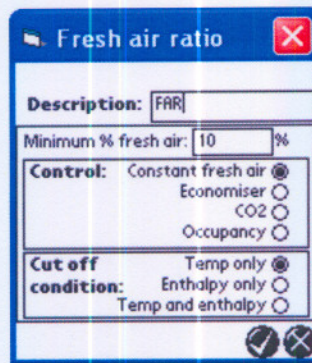 Fresh air ratio
Description: FAR
Minimum % fresh air: 10 %
Control: Constant fresh air
Economiser
CO2
Occupancy
Cut off Temp only
condition: Enthalpy only
Temp and enthalpy